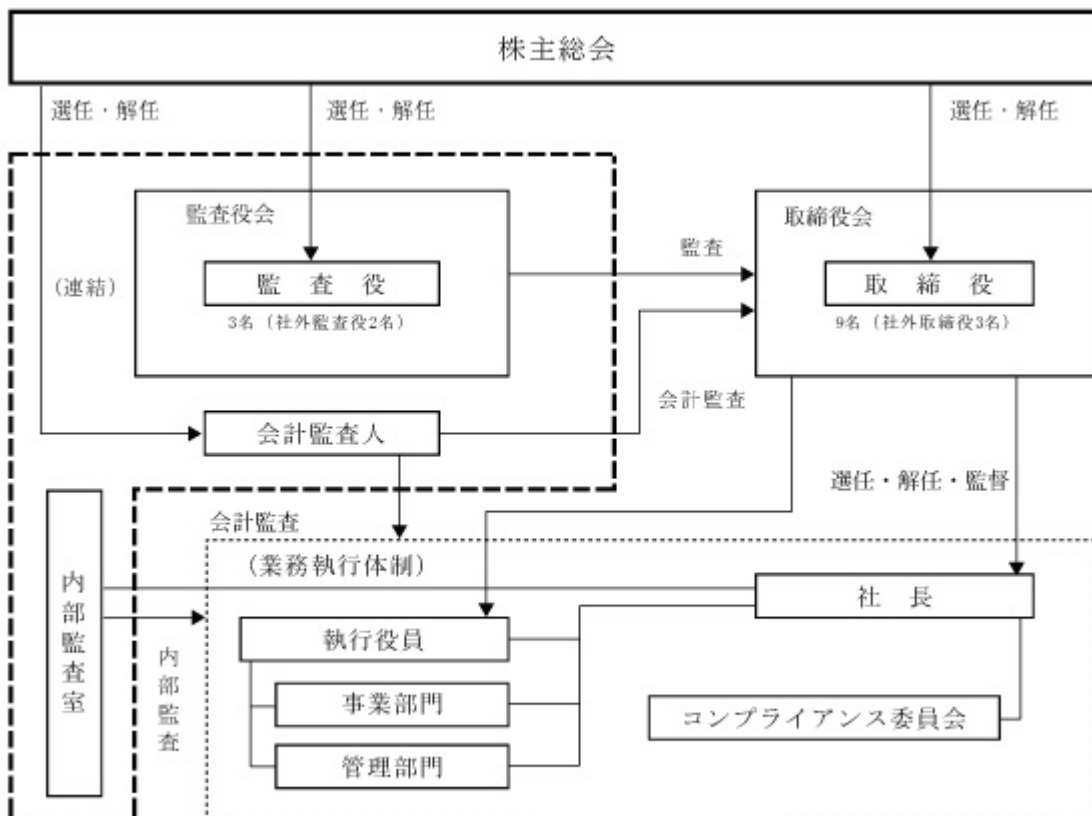 株主総会
選任・解任
選任・解任
選任・解任
監査役会
取締役会
監査
(連結)
監査役
取締役
3名(社外監査役2名)
9名(社外取締役3名)
会計監査
会計監査人
選任・解任・監督
会計監査
(業務執行体制)
内部監査室
社長
執行役員
内部監査
事業部門
コンプライアンス委員会
管理部門